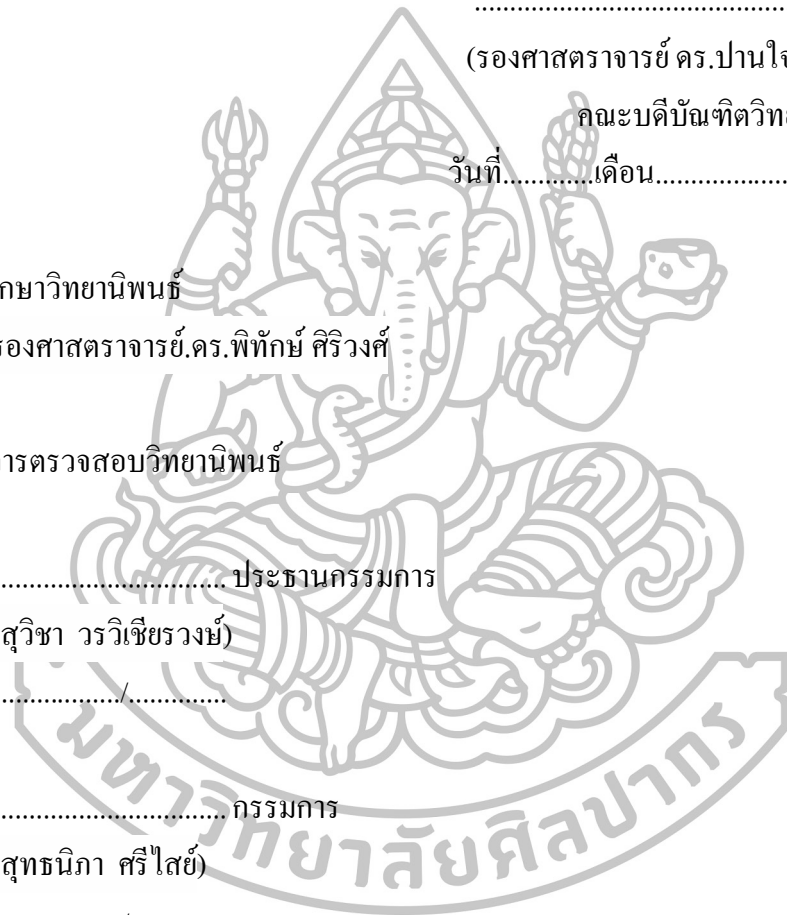 ..............................................
(รองศาสตราจารย์ ดร.ปานใจ
คณะบดีบัณฑิตวิทย
วันที่.............เดือน...................
กษาวิทยานิพนธ์
รองศาสตราจารย์.ดร.พิทักษ์ ศิริวงศ์
การตรวจสอบวิทยานิพนธ์
................................. ประธานกรรมการ
สุวิชา วรวิเชียรวงษ์)
................./..............
................................. กรรมการ
สุทธนิภา ศรีไสย์)
มหาวิทยาลัยศิลปากร